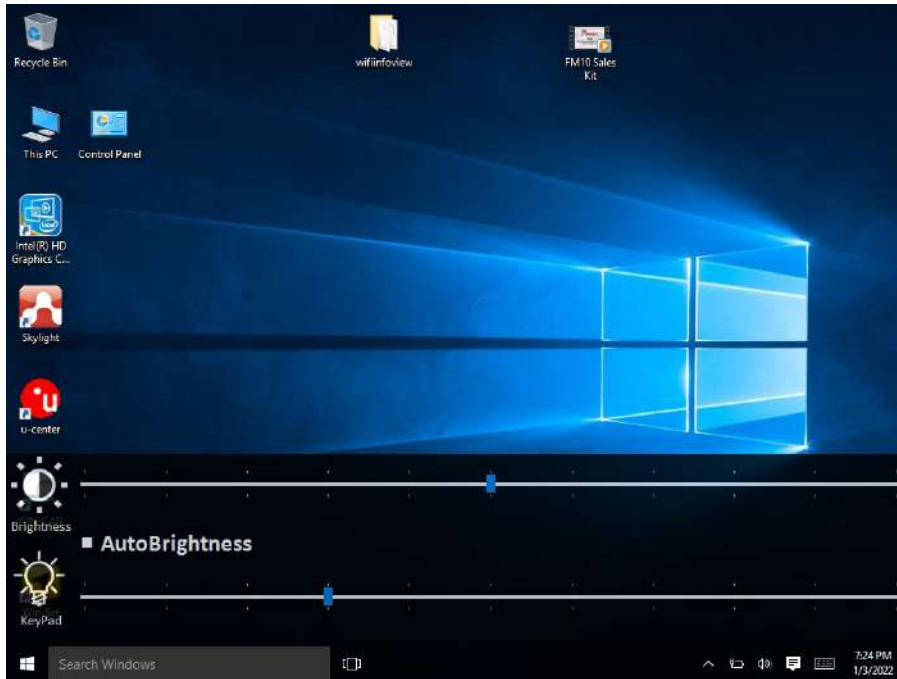 Recycle Bin
wifiinfoview
FM10 Sales
Kit
This PC
Control Panel
Intel(R) HD
Graphics C...
Skylight
u-center
Brightness
AutoBrightness
KeyPad
Search Windows
7:24 PM
1/3/2022